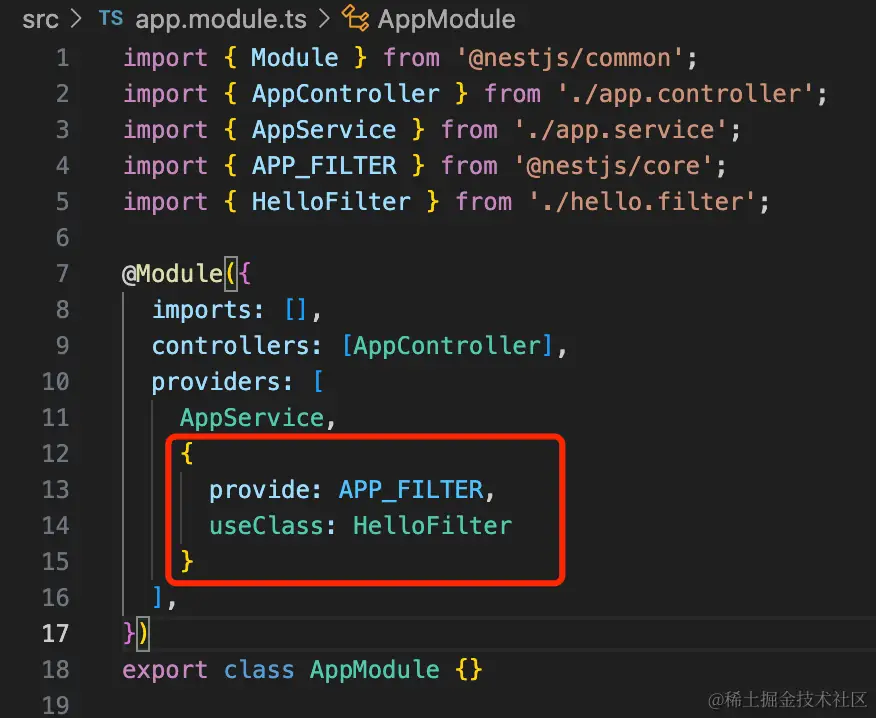 src > TS app.module.ts > AppModule
1 import { Module } from '@nestjs/common';
2 import { AppController } from './app.controller';
3 import { AppService } from './app.service';
4 import { APP_FILTER } from '@nestjs/core';
5 import { HelloFilter } from './hello.filter';
6
7 @Module({
8   imports: [],
9   controllers: [AppController],
10   providers: [
11     AppService,
12     {
13       provide: APP_FILTER,
14       useClass: HelloFilter
15     }
16   ],
17 })
18 export class AppModule {}
19
@稀土掘金技术社区